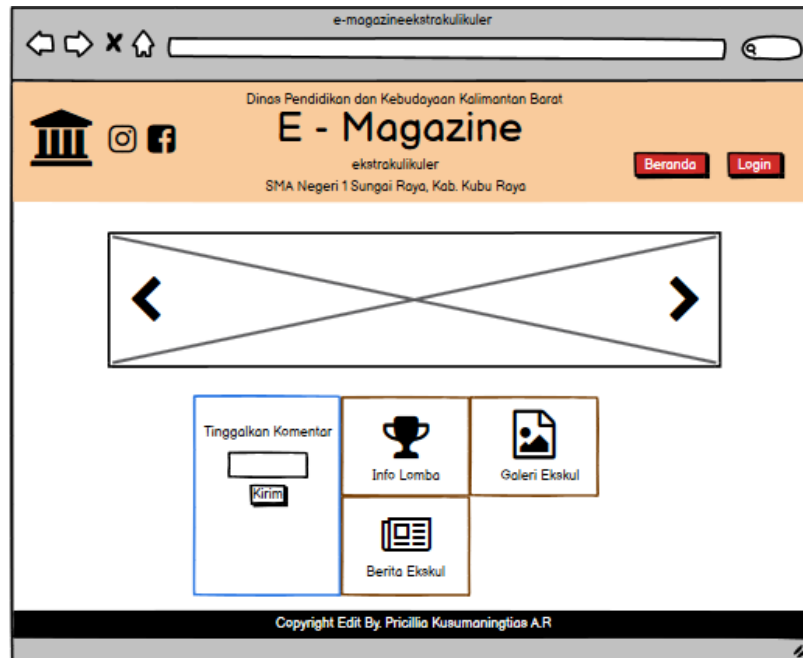 e-magazineekstrakulikuler
Dinas Pendidikan dan Kebudayaan Kalimantan Barat
E - Magazine
ekstrakulikuler
SMA Negeri 1 Sungai Raya, Kab. Kubu Raya
Beranda
Login
Tinggalkan Komentar
Kirim
Info Lomba
Galeri Ekskul
Berita Ekskul
Copyright Edit By. Pricillia Kusumaningtias A.R